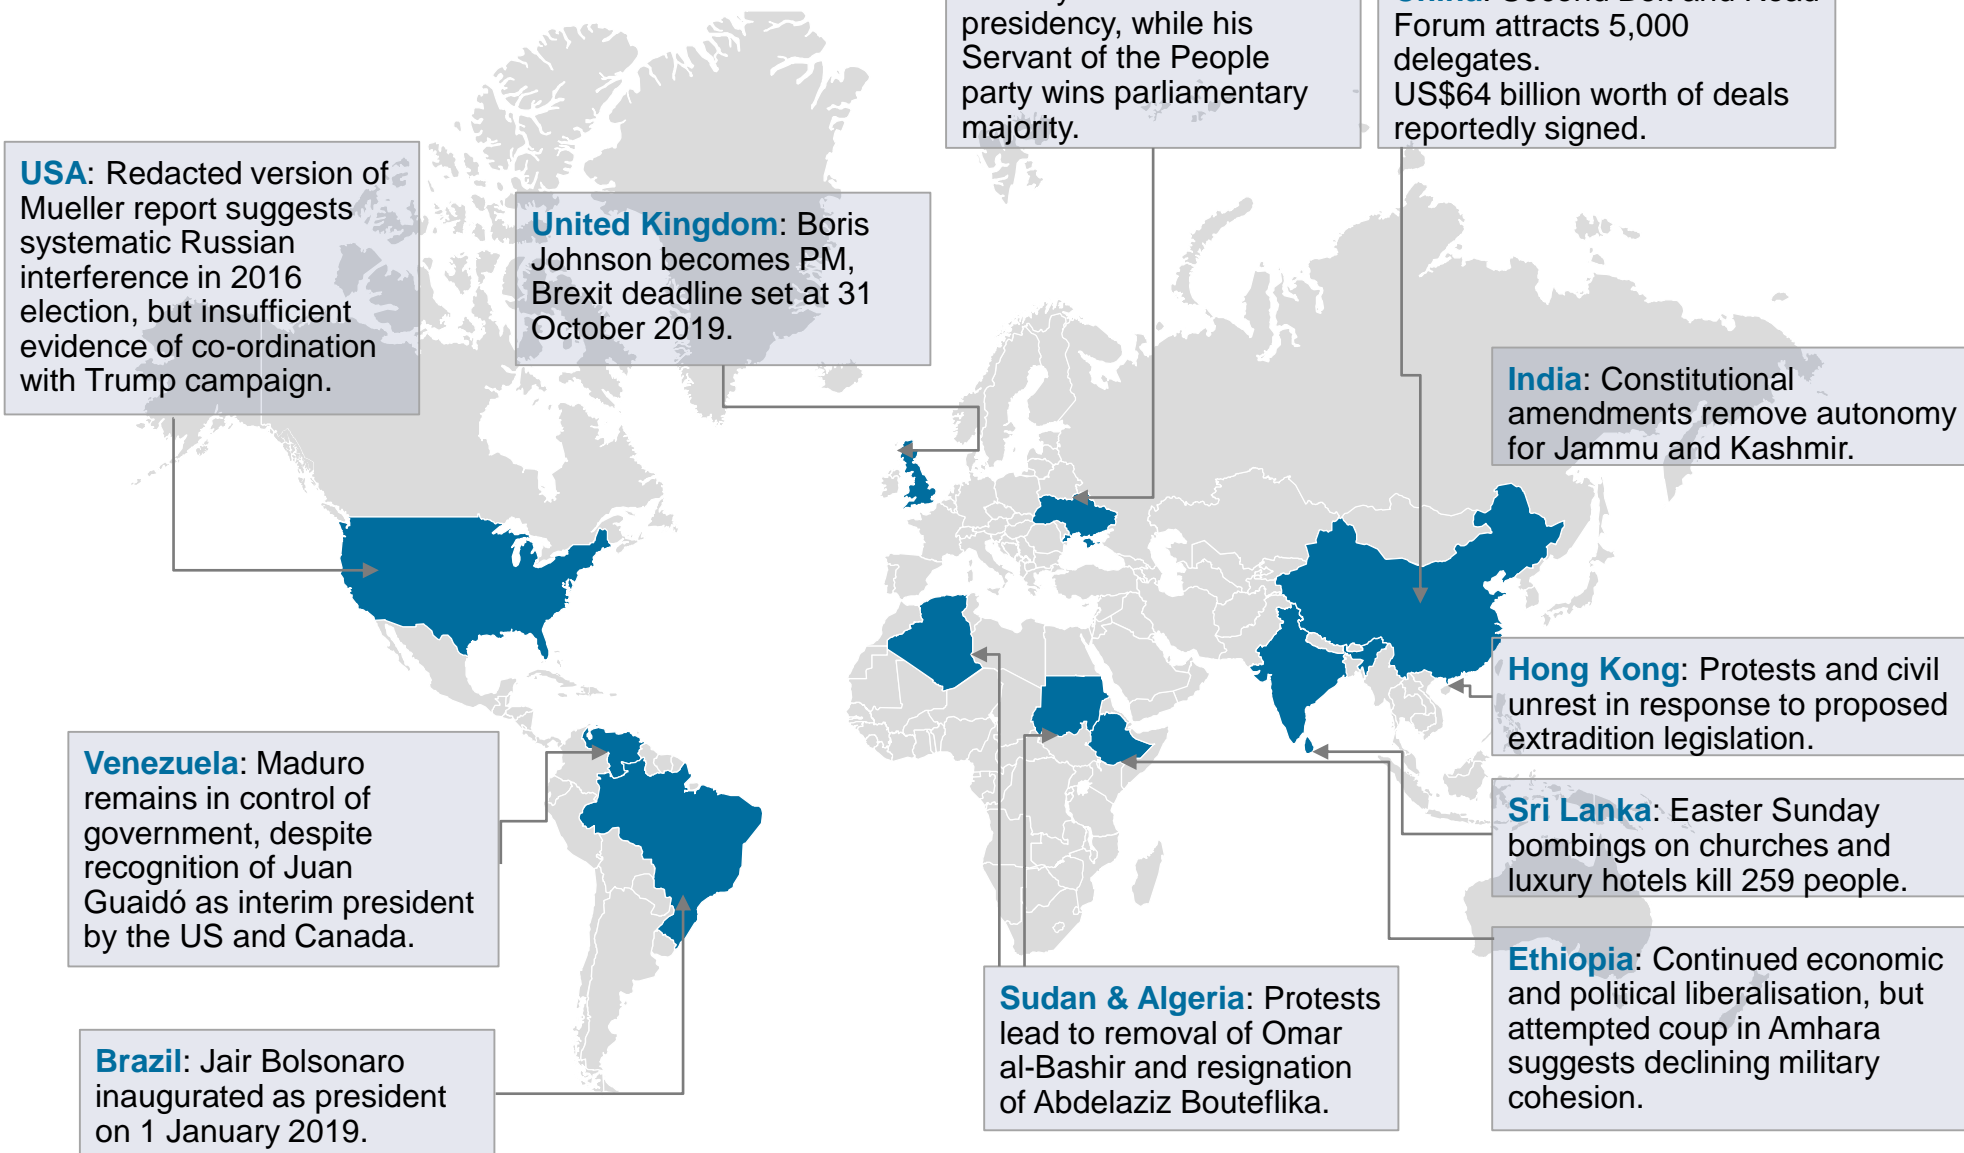 presidency, while his
Servant of the People
party wins parliamentary
majority.
Forum attracts 5,000
delegates.
US$64 billion worth of deals
reportedly signed.
USA: Redacted version of
Mueller report suggests
systematic Russian
interference in 2016
election, but insufficient
evidence of co-ordination
with Trump campaign.
United Kingdom: Boris
Johnson becomes PM,
Brexit deadline set at 31
October 2019.
India: Constitutional
amendments remove autonomy
for Jammu and Kashmir.
Hong Kong: Protests and civil
unrest in response to proposed
extradition legislation.
Venezuela: Maduro
remains in control of
government, despite
recognition of Juan
Guaidó as interim president
by the US and Canada.
Sri Lanka: Easter Sunday
bombings on churches and
luxury hotels kill 259 people.
Ethiopia: Continued economic
and political liberalisation, but
attempted coup in Amhara
suggests declining military
cohesion.
Sudan & Algeria: Protests
lead to removal of Omar
al-Bashir and resignation
of Abdelaziz Bouteflika.
Brazil: Jair Bolsonaro
inaugurated as president
on 1 January 2019.